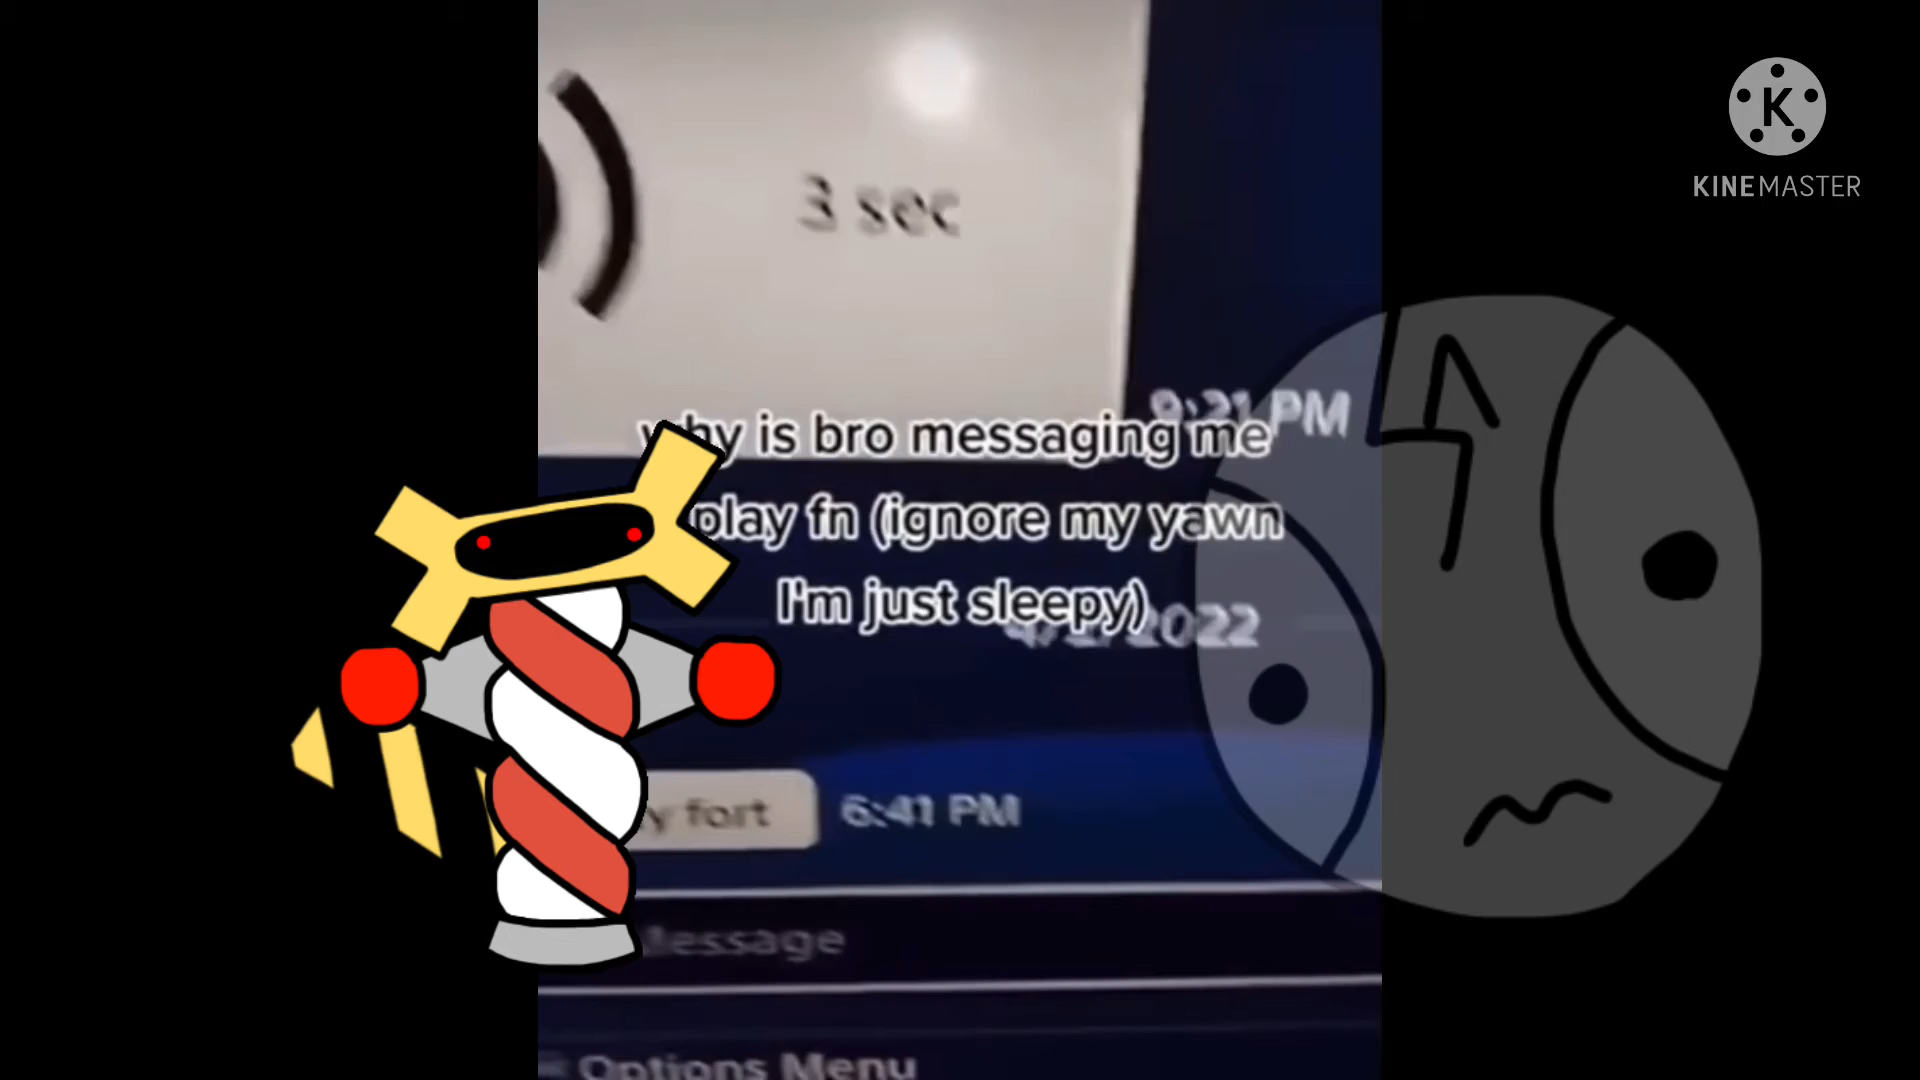 3 sec
9:21 PM
why is bro messaging me
play fn (ignore my yawn
I'm just sleepy)
2022
fort
6:41 PM
Message
Options Menu
K
KINEMASTER